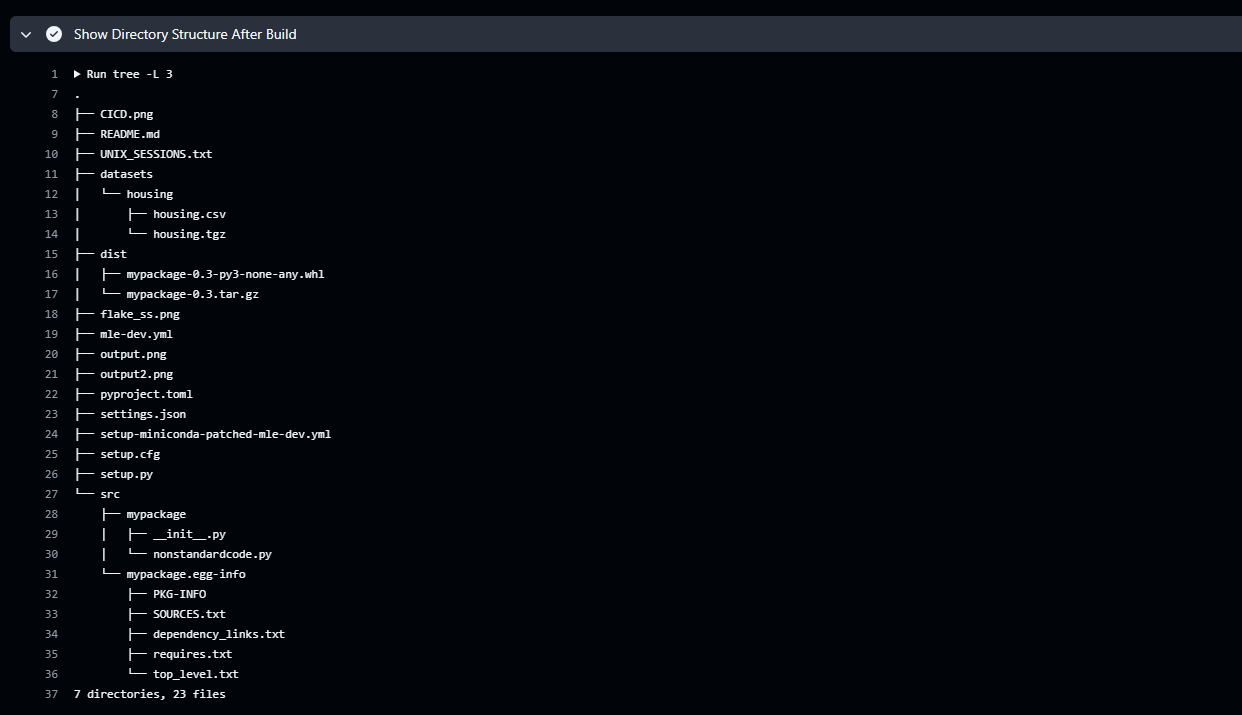 Show Directory Structure After Build
1 ▶ Run tree -L 3
7 .
8 ├── CICD.png
9 ├── README.md
10 ├── UNIX_SESSIONS.txt
11 ├── datasets
12 │   └── housing
13 │       ├── housing.csv
14 │       └── housing.tgz
15 ├── dist
16 │   ├── mypackage-0.3-py3-none-any.whl
17 │   └── mypackage-0.3.tar.gz
18 ├── flake_ss.png
19 ├── mle-dev.yml
20 ├── output.png
21 ├── output2.png
22 ├── pyproject.toml
23 ├── settings.json
24 ├── setup-miniconda-patched-mle-dev.yml
25 ├── setup.cfg
26 ├── setup.py
27 └── src
28     ├── mypackage
29     │   ├── __init__.py
30     │   └── nonstandardcode.py
31     └── mypackage.egg-info
32         ├── PKG-INFO
33         ├── SOURCES.txt
34         ├── dependency_links.txt
35         ├── requires.txt
36         └── top_level.txt
37 7 directories, 23 files